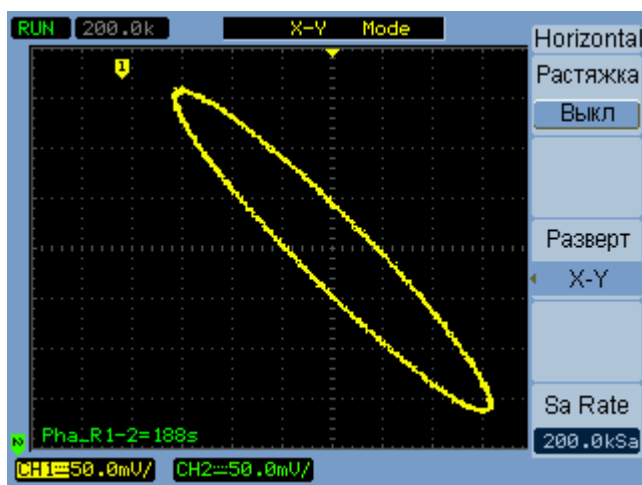 RUN 200.0k X-Y Mode
Horizontal
Растяжка
Выкл
1
Разверт
X-Y
Sa Rate
200.0kSa
Pha_R1-2=188s
2
CH1 50.0mV/ CH2 50.0mV/